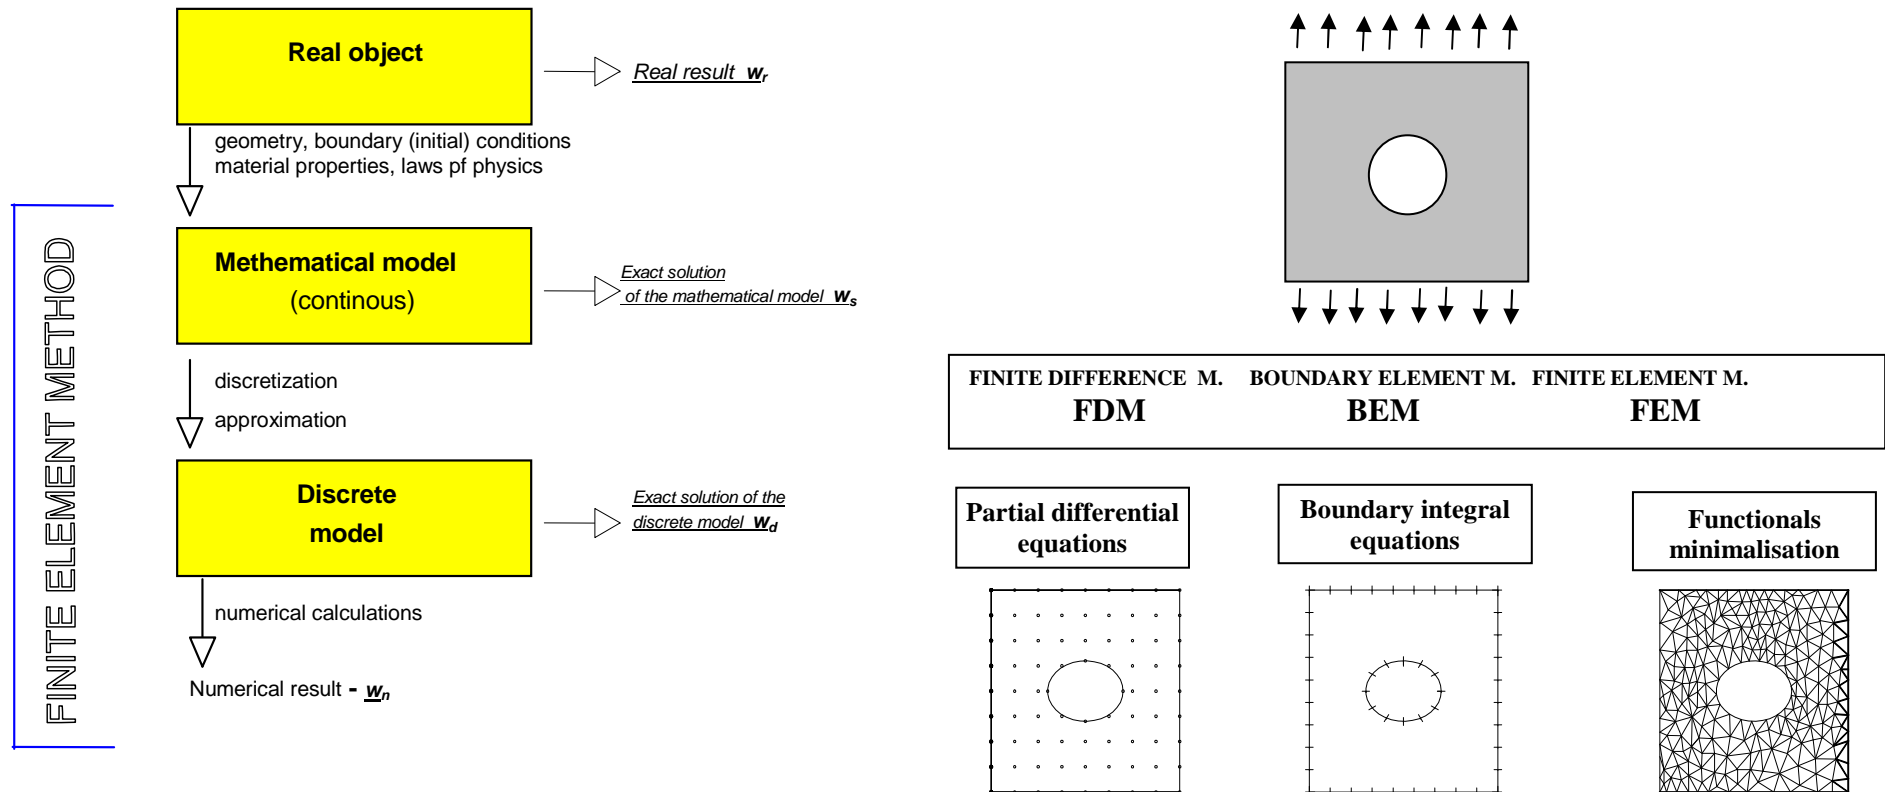 Real object
Real result w_r
geometry, boundary (initial) conditions
material properties, laws pf physics
FINITE ELEMENT METHOD
Methematical model
(continous)
Exact solution
of the mathematical model w_s
discretization
approximation
Discrete
model
Exact solution of the
discrete model w_d
numerical calculations
Numerical result - w_n
FINITE DIFFERENCE M. BOUNDARY ELEMENT M. FINITE ELEMENT M.
FDM BEM FEM
Partial differential
equations
Boundary integral
equations
Functionals
minimalisation